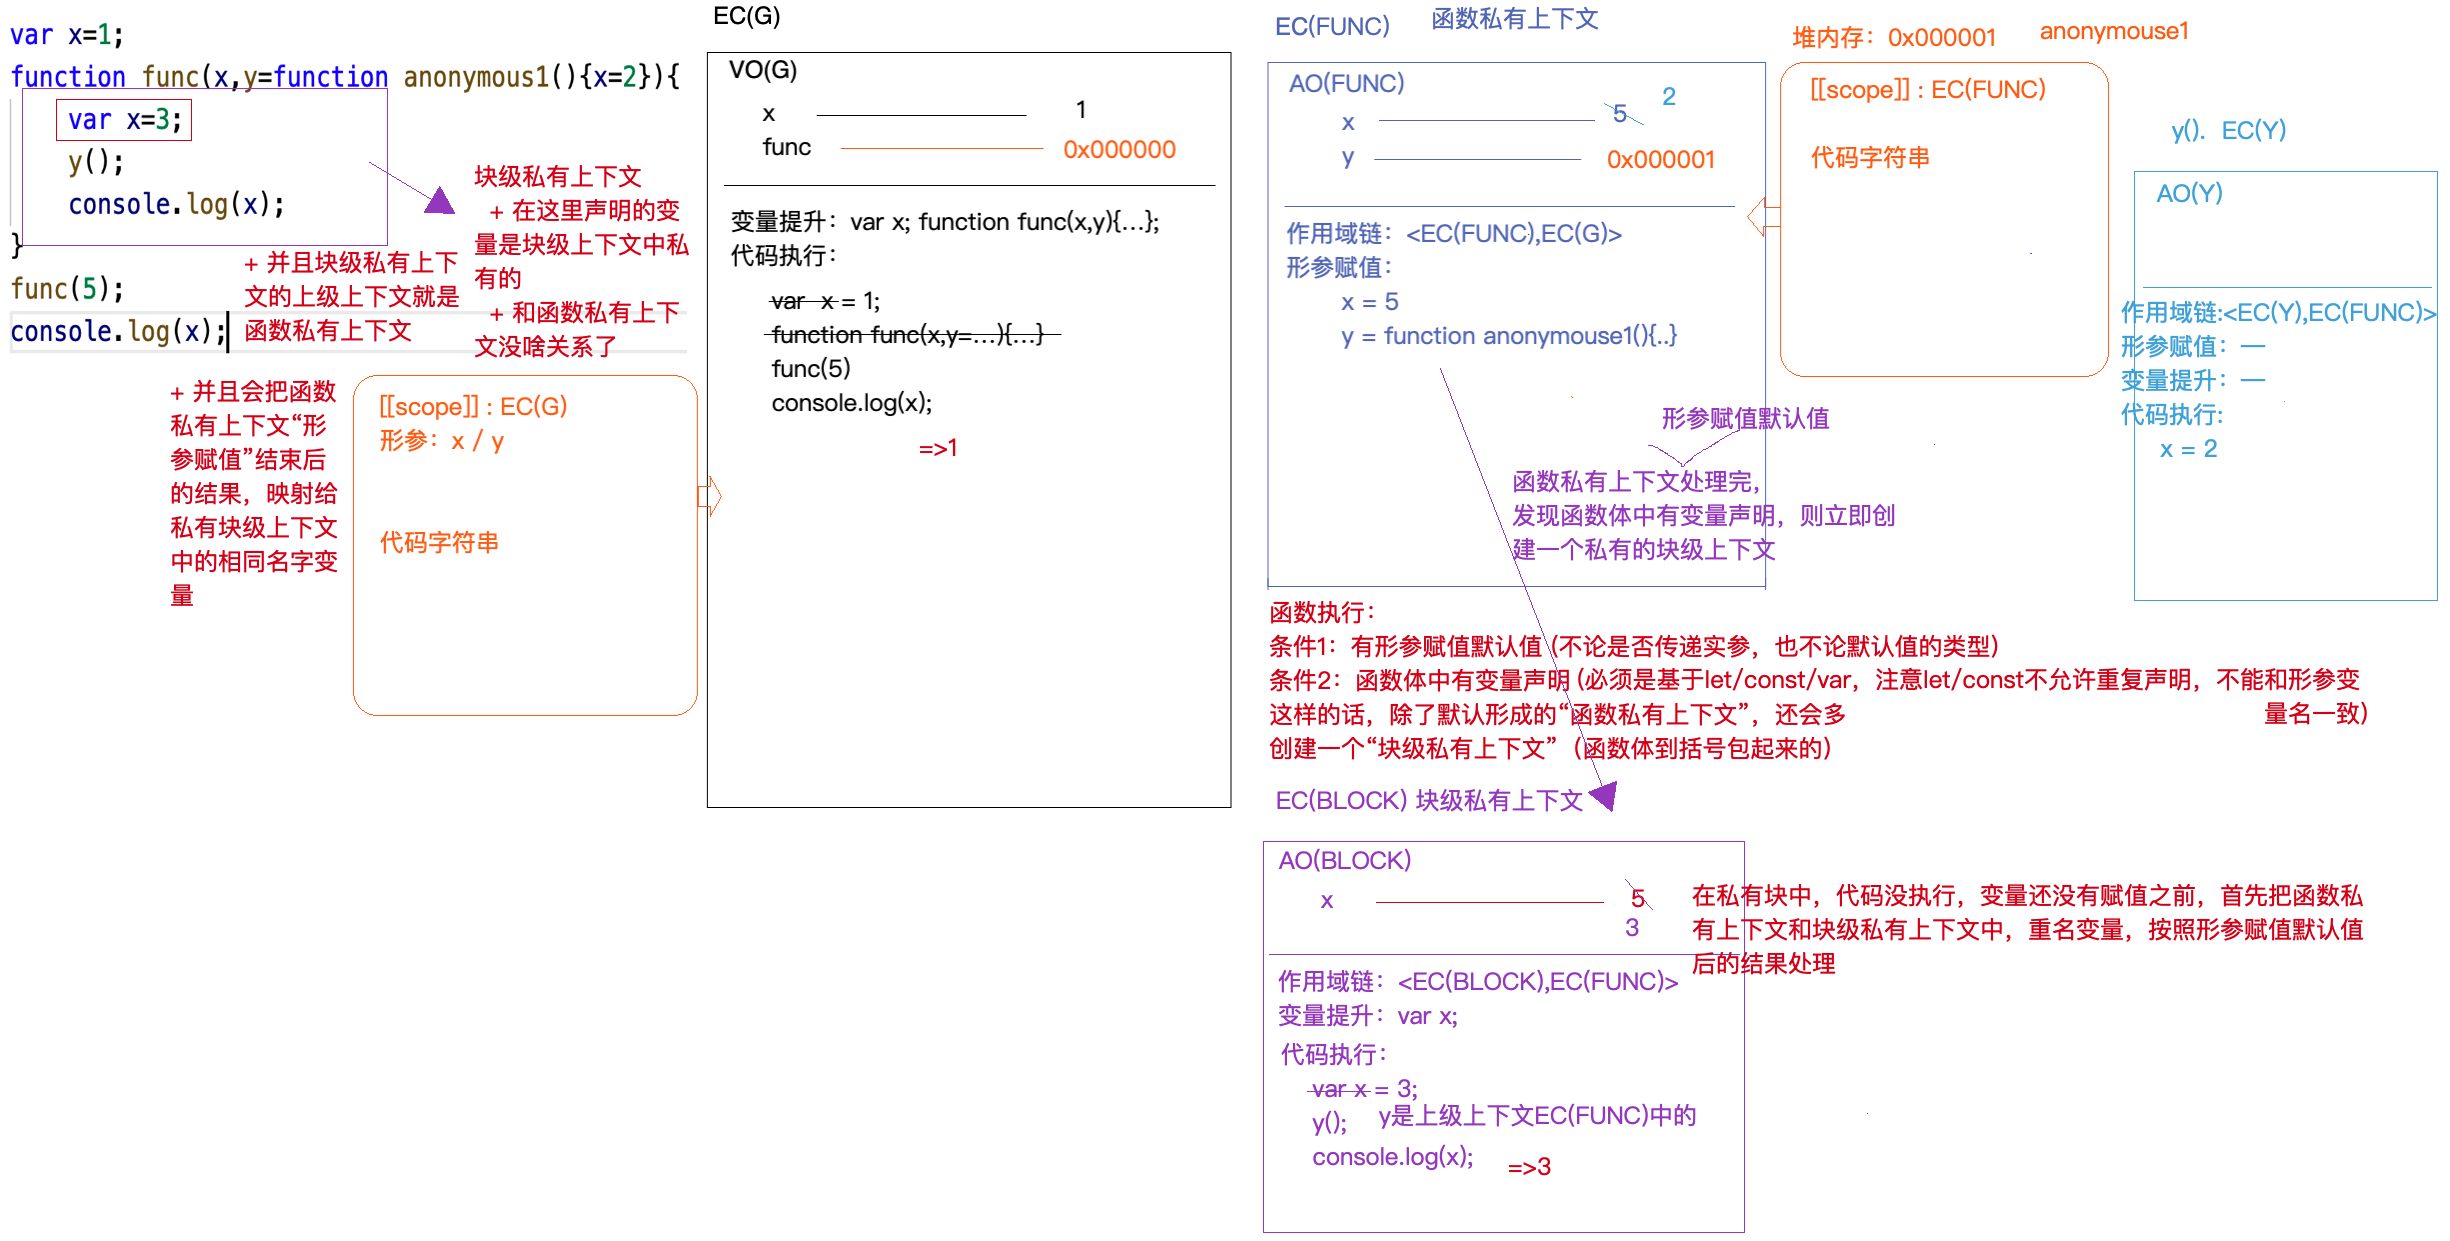 var x=1;
function func(x,y=function anonymous1(){x=2}){
var x=3;
y();
console.log(x);
}
func(5);
console.log(x);
块级私有上下文
+ 在这里声明的变
量是块级上下文中私
有的
+ 和函数私有上下
文没啥关系了
+ 并且块级私有上下
文的上级上下文就是
函数私有上下文
+ 并且会把函数
私有上下文“形
参赋值”结束后
的结果，映射给
私有块级上下文
中的相同名字变
量
[[scope]] : EC(G)
形参：x / y
代码字符串
EC(G)
VO(G)
x 1
func 0x000000
变量提升：var x; function func(x,y){...};
代码执行：
var x = 1;
function func(x,y=...){...}
func(5)
console.log(x);
=>1
EC(FUNC) 函数私有上下文
AO(FUNC)
x 5 2
y 0x000001
作用域链：<EC(FUNC),EC(G)>
形参赋值：
x = 5
y = function anonymouse1(){..}
形参赋值默认值
函数私有上下文处理完，
发现函数体中有变量声明，则立即创
建一个私有的块级上下文
堆内存：0x000001 anonymouse1
[[scope]] : EC(FUNC)
代码字符串
y(). EC(Y)
AO(Y)
作用域链:<EC(Y),EC(FUNC)>
形参赋值：—
变量提升：—
代码执行:
x = 2
函数执行：
条件1：有形参赋值默认值 (不论是否传递实参，也不论默认值的类型)
条件2：函数体中有变量声明 (必须是基于let/const/var，注意let/const不允许重复声明，不能和形参变
量名一致)
这样的话，除了默认形成的“函数私有上下文”，还会多
创建一个“块级私有上下文”（函数体到括号包起来的）
EC(BLOCK) 块级私有上下文
AO(BLOCK)
x 5
3
在私有块中，代码没执行，变量还没有赋值之前，首先把函数私
有上下文和块级私有上下文中，重名变量，按照形参赋值默认值
后的结果处理
作用域链：<EC(BLOCK),EC(FUNC)>
变量提升：var x;
代码执行：
var x = 3;
y(); y是上级上下文EC(FUNC)中的
console.log(x); =>3